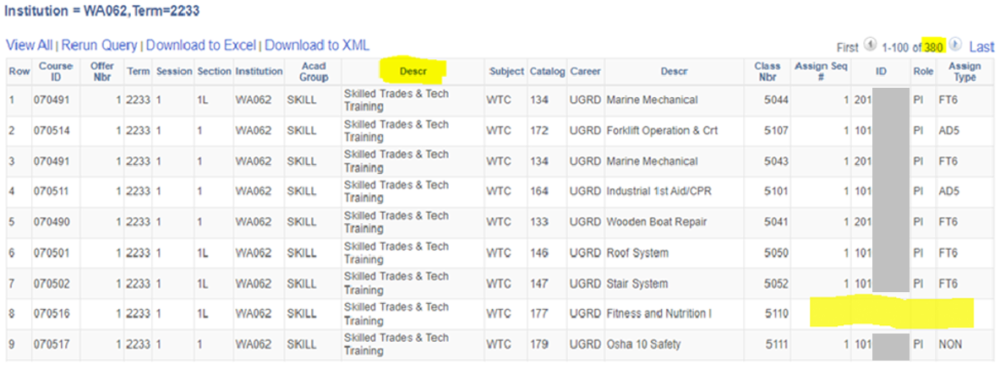 Institution = WA062,Term=2233
View All | Rerun Query | Download to Excel | Download to XML First 1-100 of 380 Last
Row Course ID Offer Nbr Term Session Section Institution Acad Group Descr Subject Catalog Career Descr Class Nbr Assign Seq # ID Role Assign Type
1 070491 1 2233 1 1L WA062 SKILL Skilled Trades & Tech Training WTC 134 UGRD Marine Mechanical 5044 1 201 PI FT6
2 070514 1 2233 1 1 WA062 SKILL Skilled Trades & Tech Training WTC 172 UGRD Forklift Operation & Crt 5107 1 101 PI AD5
3 070491 1 2233 1 1 WA062 SKILL Skilled Trades & Tech Training WTC 134 UGRD Marine Mechanical 5043 1 201 PI FT6
4 070511 1 2233 1 1 WA062 SKILL Skilled Trades & Tech Training WTC 164 UGRD Industrial 1st Aid/CPR 5101 1 101 PI AD5
5 070490 1 2233 1 1 WA062 SKILL Skilled Trades & Tech Training WTC 133 UGRD Wooden Boat Repair 5041 1 201 PI FT6
6 070501 1 2233 1 1L WA062 SKILL Skilled Trades & Tech Training WTC 146 UGRD Roof System 5050 1 101 PI FT6
7 070502 1 2233 1 1L WA062 SKILL Skilled Trades & Tech Training WTC 147 UGRD Stair System 5052 1 101 PI FT6
8 070516 1 2233 1 1L WA062 SKILL Skilled Trades & Tech Training WTC 177 UGRD Fitness and Nutrition I 5110
9 070517 1 2233 1 1 WA062 SKILL Skilled Trades & Tech Training WTC 179 UGRD Osha 10 Safety 5111 1 101 PI NON